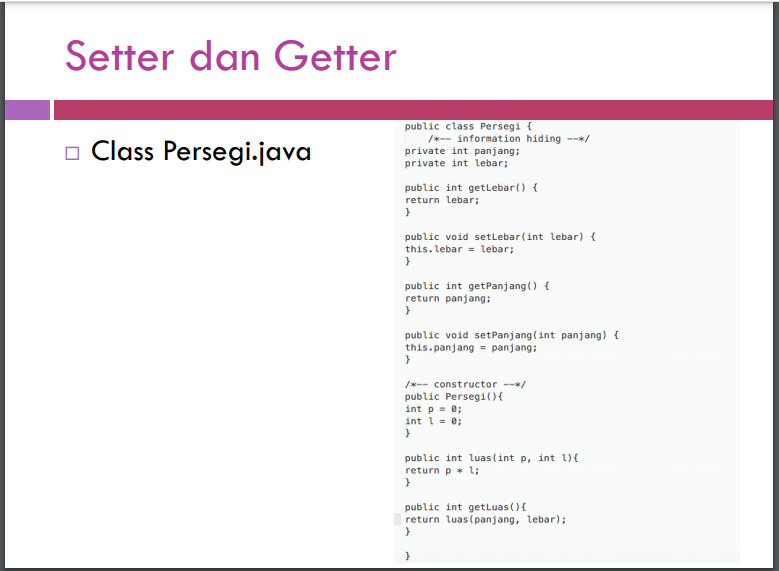 Setter dan Getter
Class Persegi.java
public class Persegi {
/*—— information hiding ——*/
private int panjang;
private int lebar;
public int getLebar() {
return lebar;
}
public void setLebar(int lebar) {
this.lebar = lebar;
}
public int getPanjang() {
return panjang;
}
public void setPanjang(int panjang) {
this.panjang = panjang;
}
/*—— constructor ——*/
public Persegi(){
int p = 0;
int l = 0;
}
public int luas(int p, int l){
return p * l;
}
public int getLuas(){
return luas(panjang, lebar);
}
}